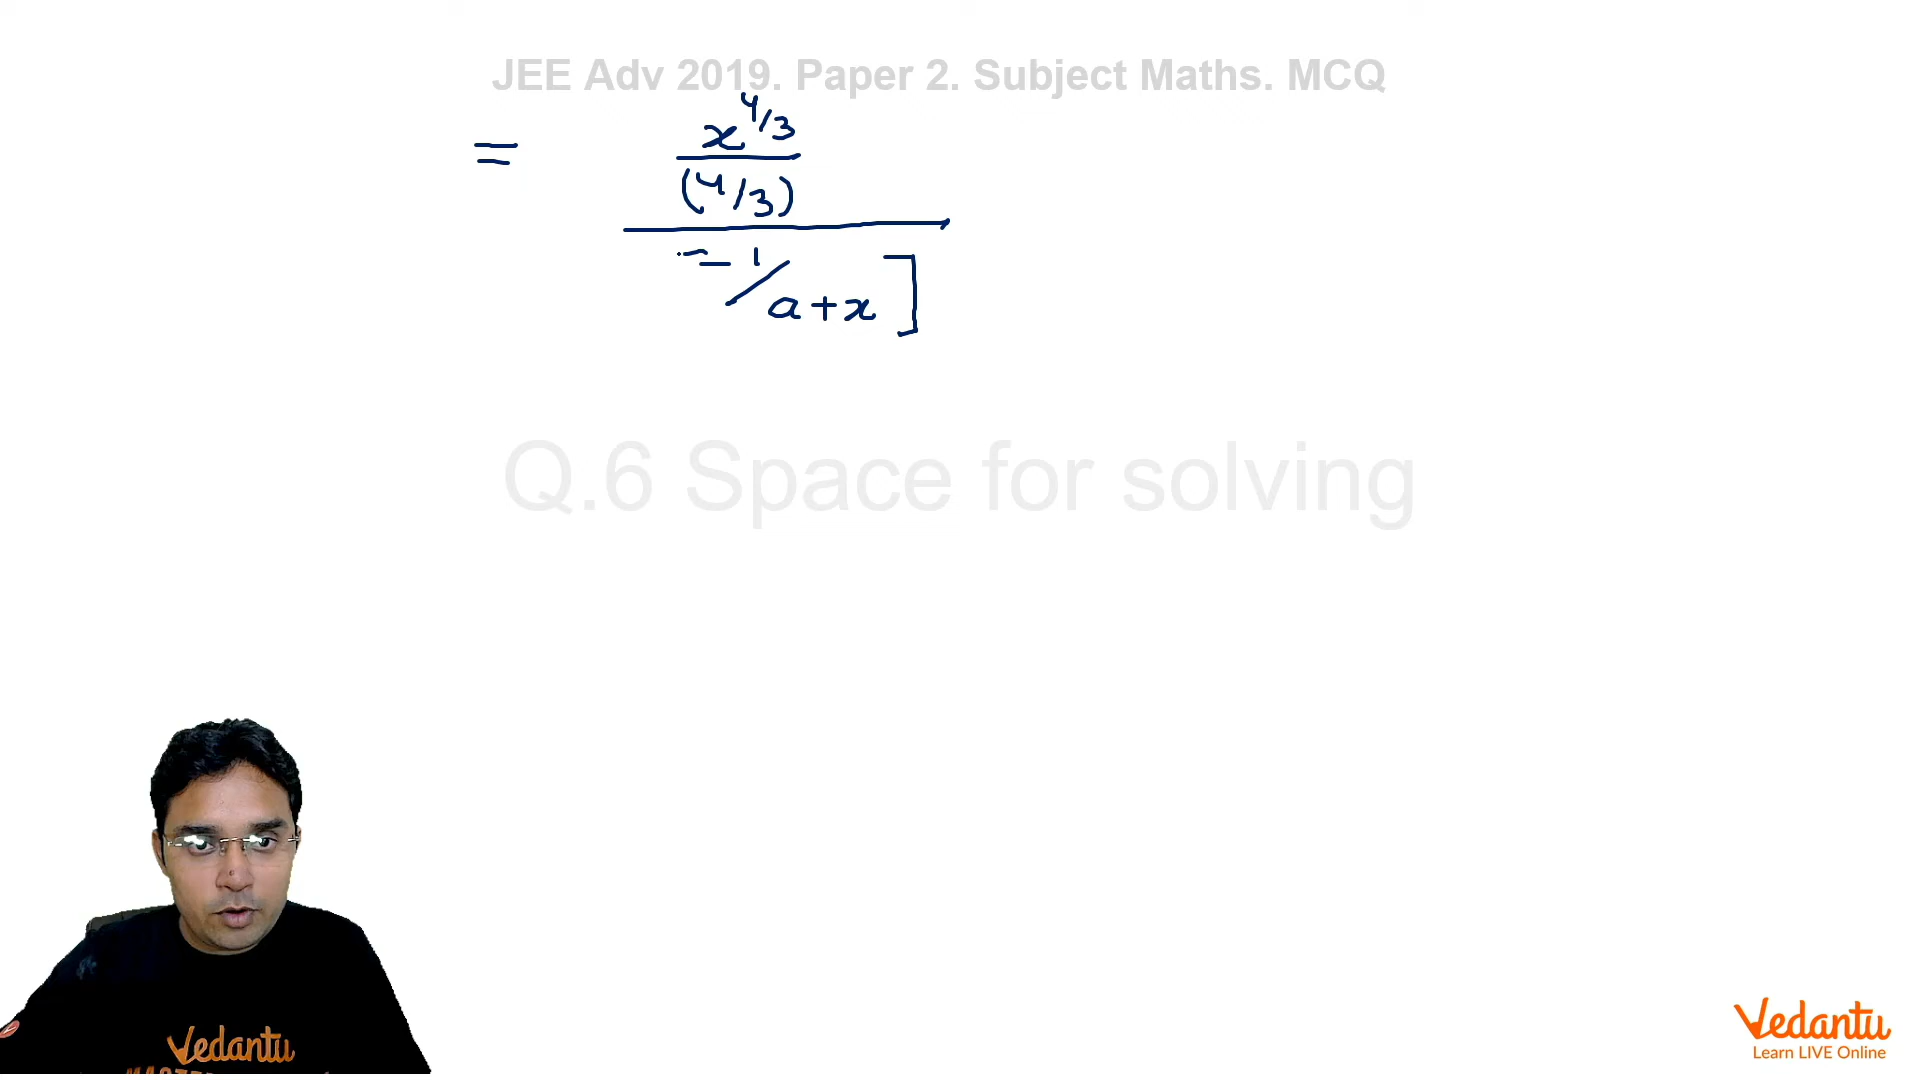 JEE Adv 2019. Paper 2. Subject Maths. MCQ
= x^4/3
(4/3)
- 1/a+x ]
Q.6 Space for solving
Vedantu
Vedantu
Learn LIVE Online